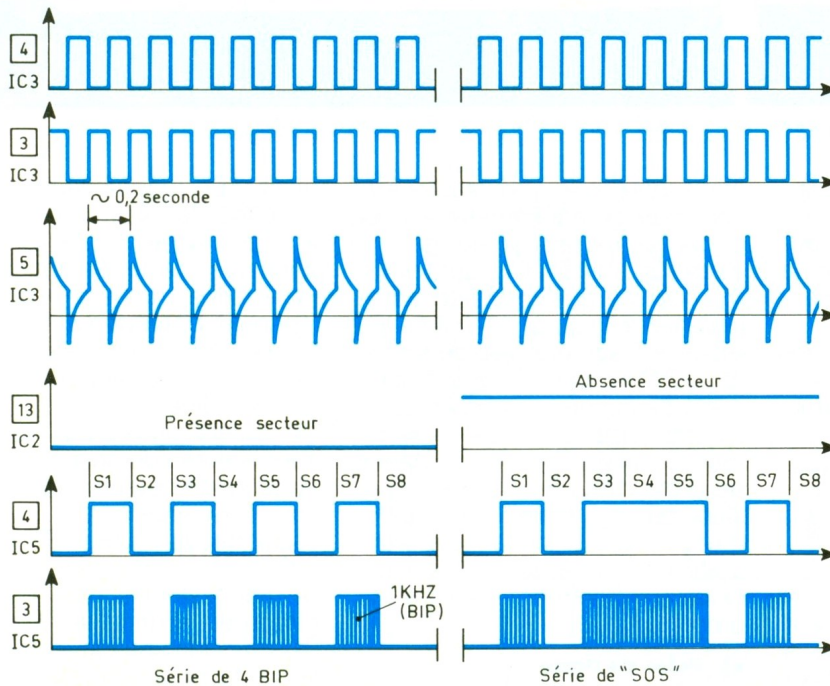 4
IC3
3
IC3
~ 0,2 seconde
5
IC3
13
IC2
Présence secteur
Absence secteur
S1 S2 S3 S4 S5 S6 S7 S8
S1 S2 S3 S4 S5 S6 S7 S8
4
IC5
3
IC5
1KHZ
(BIP)
Série de 4 BIP
Série de "SOS"